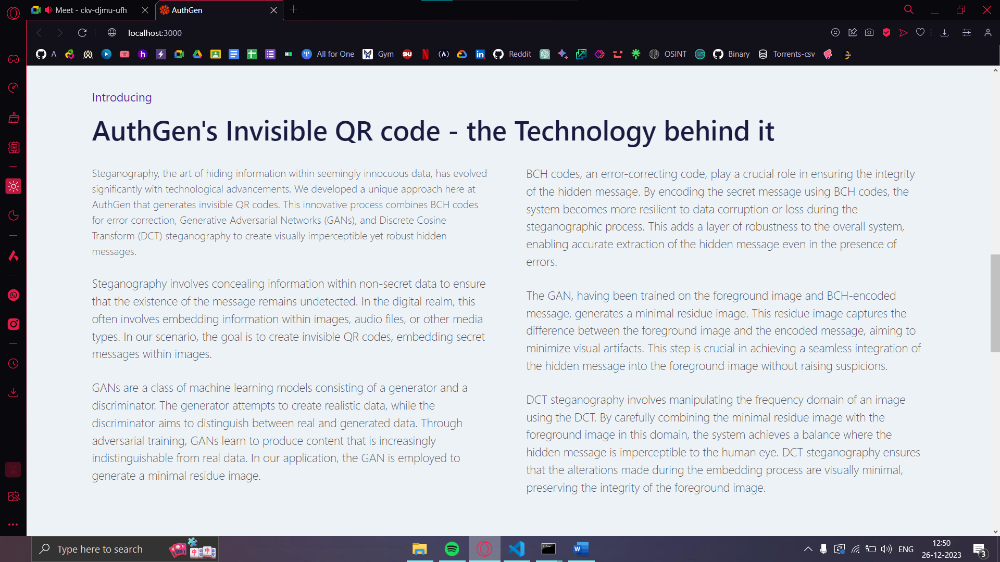 Meet - ckv-djmu-ufh
AuthGen
localhost:3000
A
All for One
Gym
Reddit
OSINT
Binary
Torrents-csv
Introducing
AuthGen's Invisible QR code - the Technology behind it
Steganography, the art of hiding information within seemingly innocuous data, has evolved
significantly with technological advancements. We developed a unique approach here at
AuthGen that generates invisible QR codes. This innovative process combines BCH codes
for error correction, Generative Adversarial Networks (GANs), and Discrete Cosine
Transform (DCT) steganography to create visually imperceptible yet robust hidden
messages.
Steganography involves concealing information within non-secret data to ensure
that the existence of the message remains undetected. In the digital realm, this
often involves embedding information within images, audio files, or other media
types. In our scenario, the goal is to create invisible QR codes, embedding secret
messages within images.
GANs are a class of machine learning models consisting of a generator and a
discriminator. The generator attempts to create realistic data, while the
discriminator aims to distinguish between real and generated data. Through
adversarial training, GANs learn to produce content that is increasingly
indistinguishable from real data. In our application, the GAN is employed to
generate a minimal residue image.
BCH codes, an error-correcting code, play a crucial role in ensuring the integrity
of the hidden message. By encoding the secret message using BCH codes, the
system becomes more resilient to data corruption or loss during the
steganographic process. This adds a layer of robustness to the overall system,
enabling accurate extraction of the hidden message even in the presence of
errors.
The GAN, having been trained on the foreground image and BCH-encoded
message, generates a minimal residue image. This residue image captures the
difference between the foreground image and the encoded message, aiming to
minimize visual artifacts. This step is crucial in achieving a seamless integration of
the hidden message into the foreground image without raising suspicions.
DCT steganography involves manipulating the frequency domain of an image
using the DCT. By carefully combining the minimal residue image with the
foreground image in this domain, the system achieves a balance where the
hidden message is imperceptible to the human eye. DCT steganography ensures
that the alterations made during the embedding process are visually minimal,
preserving the integrity of the foreground image.
Type here to search
ENG
12:50
26-12-2023
3